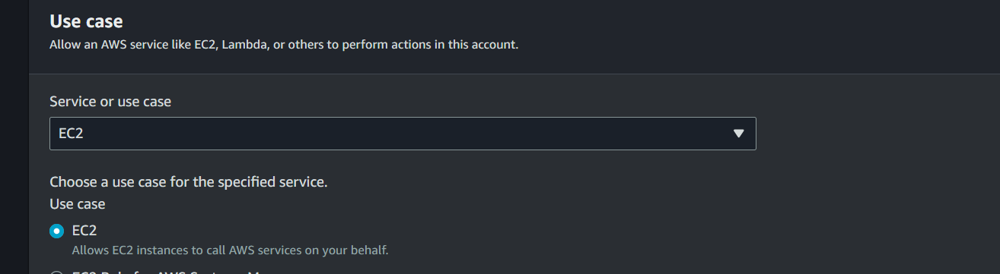 Use case
Allow an AWS service like EC2, Lambda, or others to perform actions in this account.
Service or use case
EC2
Choose a use case for the specified service.
Use case
EC2
Allows EC2 instances to call AWS services on your behalf.